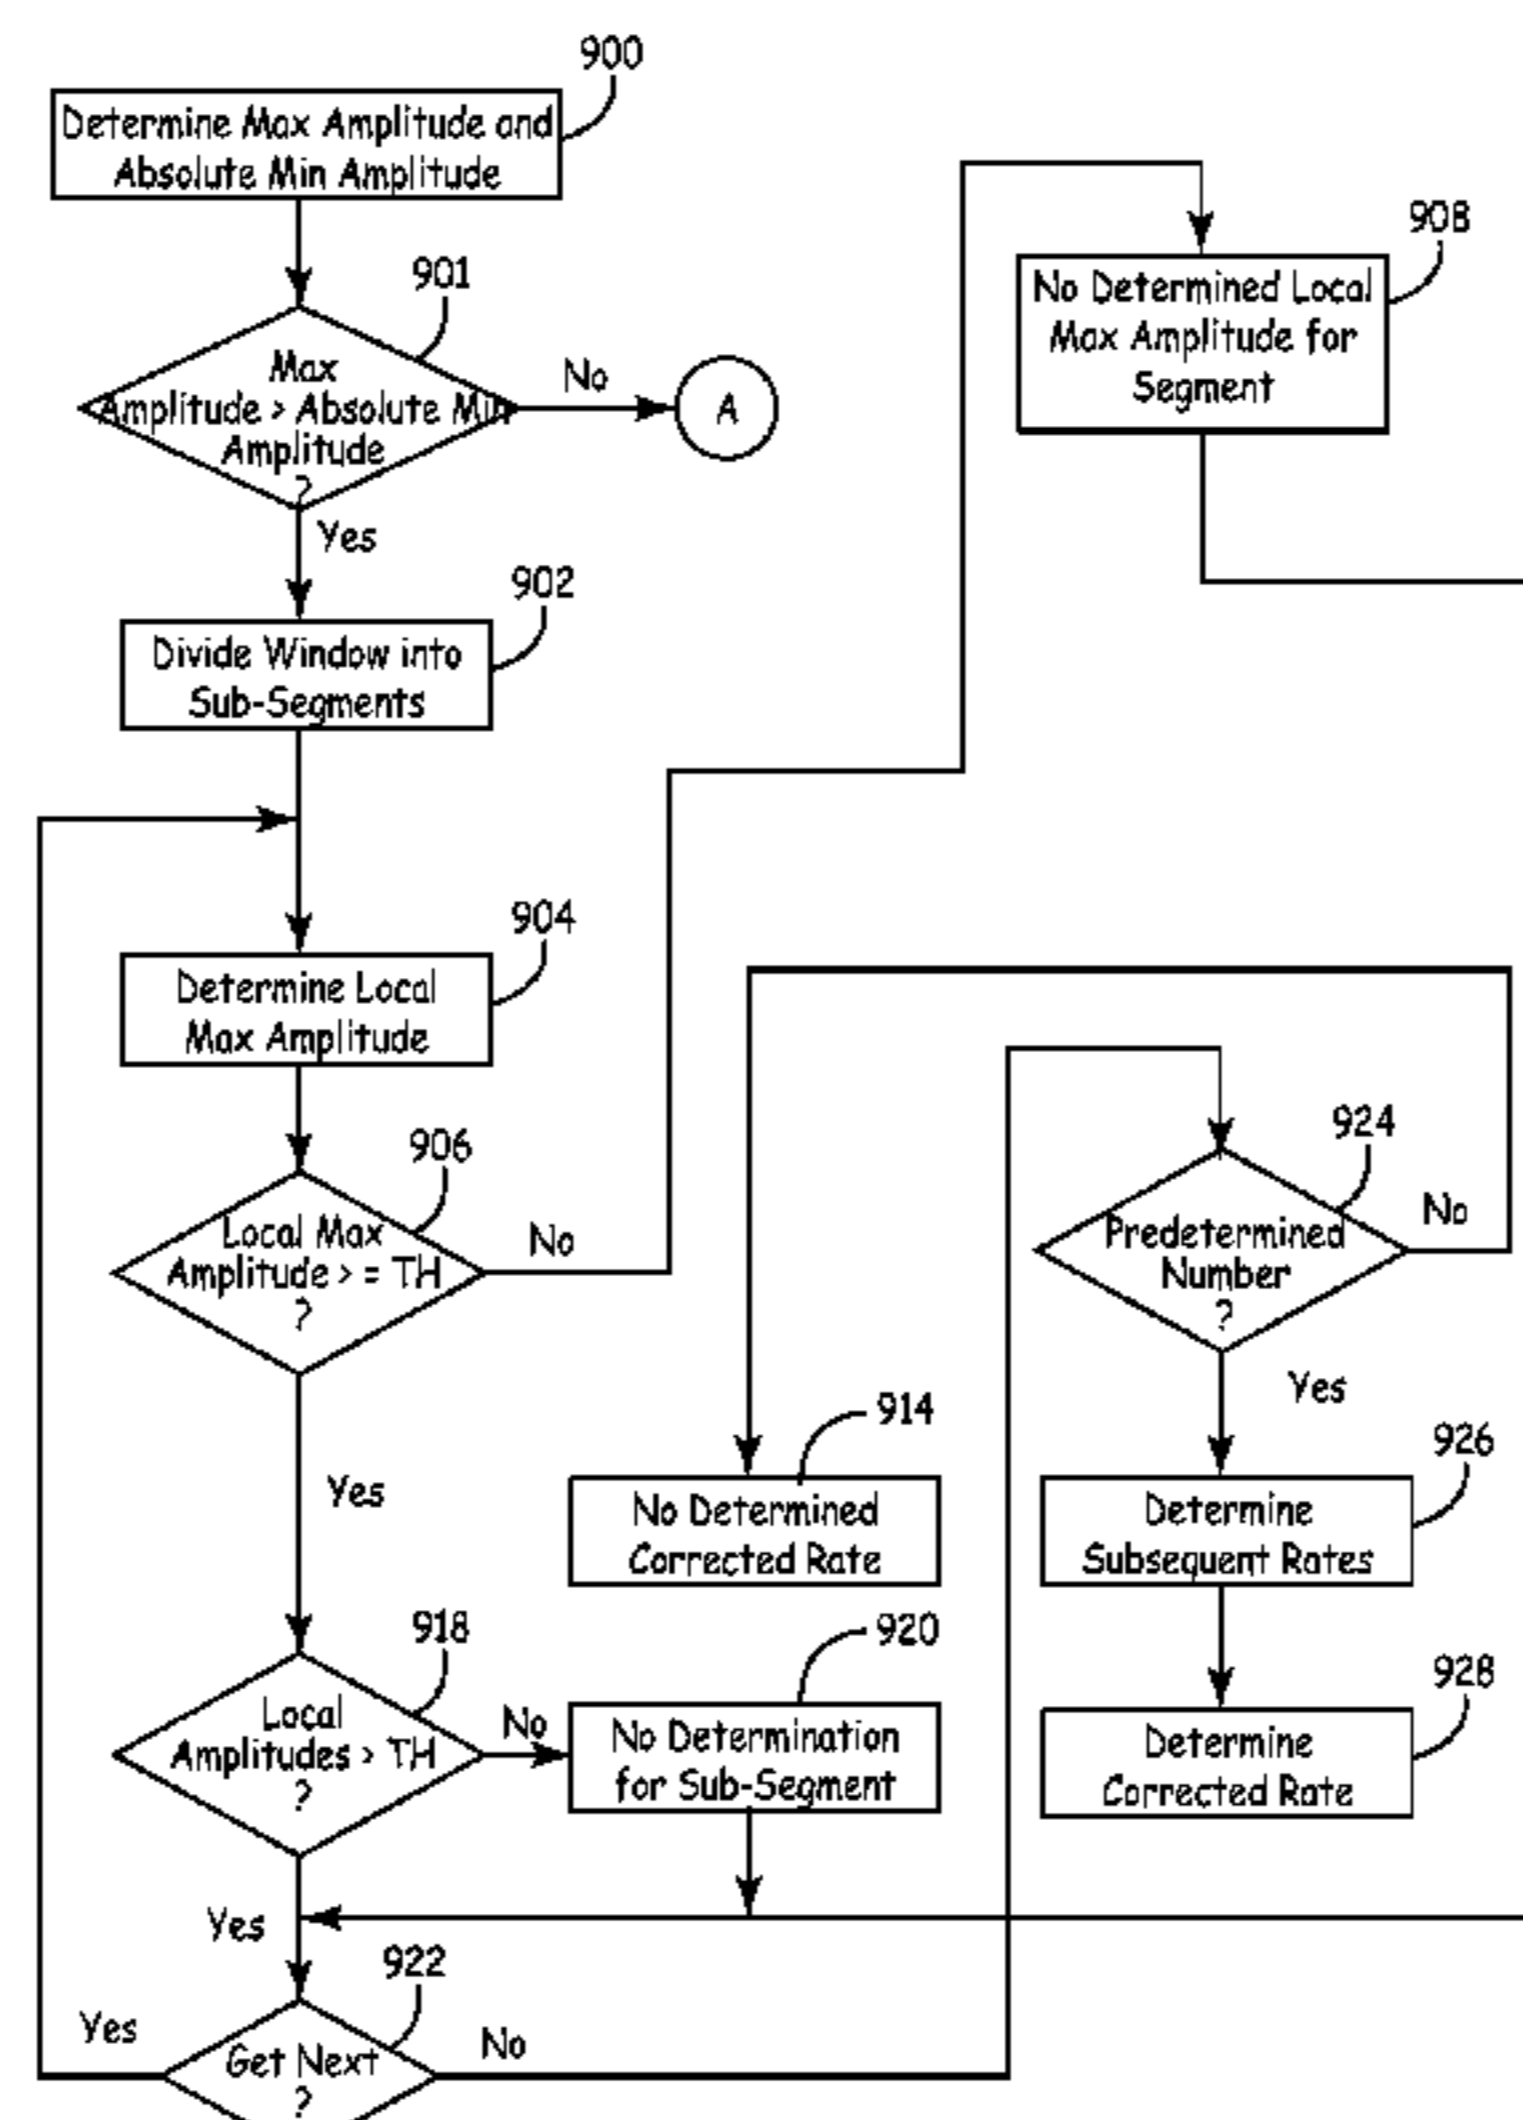 900
Determine Max Amplitude and
Absolute Min Amplitude
901
Max
Amplitude > Absolute Min
Amplitude
?
No
A
Yes
902
Divide Window into
Sub-Segments
904
Determine Local
Max Amplitude
906
Local Max
Amplitude > = TH
?
No
908
No Determined Local
Max Amplitude for
Segment
Yes
918
Local
Amplitudes > TH
?
No
920
No Determination
for Sub-Segment
Yes
922
Get Next
?
Yes
No
924
Predetermined
Number
?
No
914
No Determined
Corrected Rate
Yes
926
Determine
Subsequent Rates
928
Determine
Corrected Rate